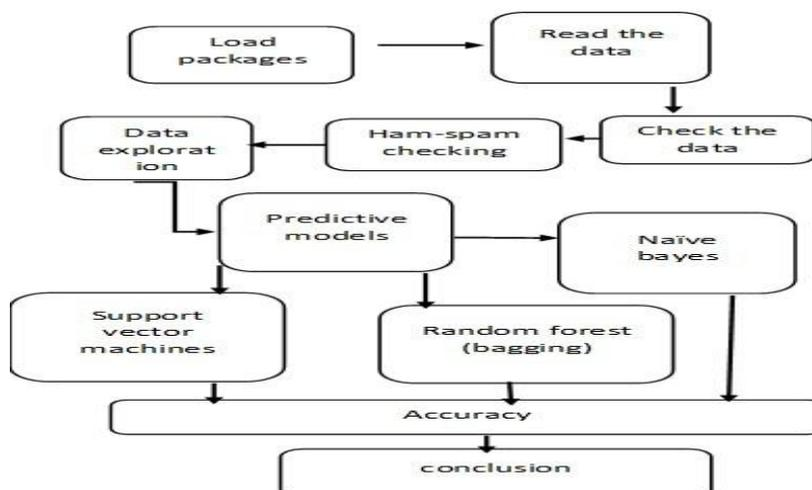 Load
packages
Read the
data
Check the
data
Ham-spam
checking
Data
explorat
ion
Predictive
models
Naïve
bayes
Support
vector
machines
Random forest
(bagging)
Accuracy
conclusion